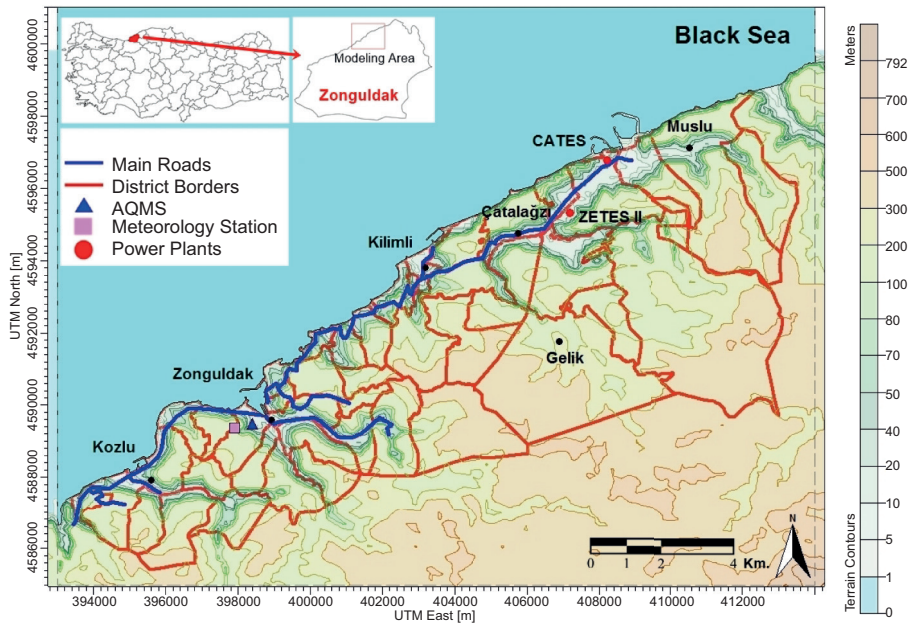 Black Sea
Modeling Area
Zonguldak
Main Roads
District Borders
AQMS
Meteorology Station
Power Plants
CATES
Muslu
Çatalağzı
ZETES II
Kilimli
Gelik
Zonguldak
Kozlu
N
0 1 2 4 Km.
UTM North [m]
4600000
4598000
4596000
4594000
4592000
4590000
4588000
4586000
394000 396000 398000 400000 402000 404000 406000 408000 410000 412000
UTM East [m]
Meters
792
700
600
500
300
200
100
80
70
50
40
20
10
5
1
0
Terrain Contours